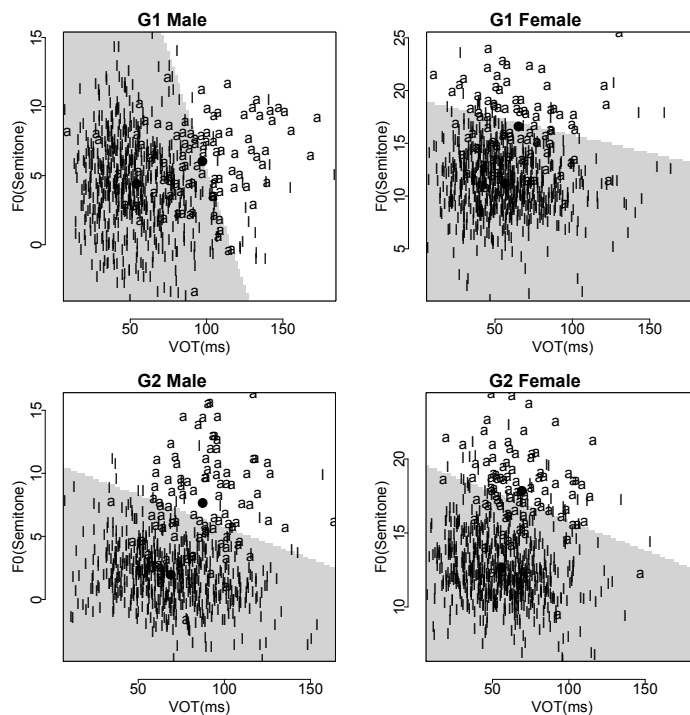 G1 Male
G1 Female
F0(Semitone)
0 5 10 15
F0(Semitone)
5 10 15 20 25
50 100 150
VOT(ms)
50 100 150
VOT(ms)
G2 Male
G2 Female
F0(Semitone)
0 5 10 15
F0(Semitone)
10 15 20
50 100 150
VOT(ms)
50 100 150
VOT(ms)